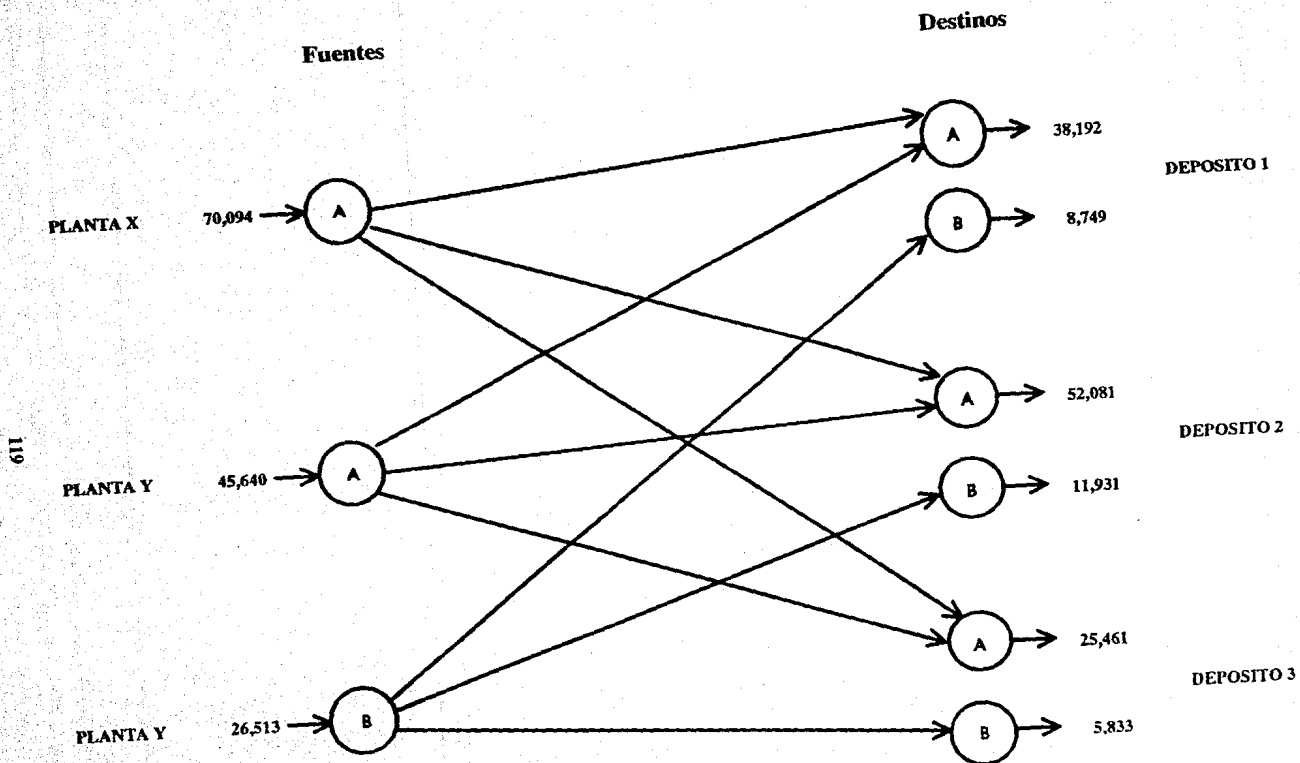 Fuentes
Destinos
A
38,192
DEPOSITO 1
PLANTA X
70,094
A
B
8,749
A
52,081
DEPOSITO 2
PLANTA Y
45,640
A
B
11,931
119
A
25,461
DEPOSITO 3
PLANTA Y
26,513
B
B
5,833